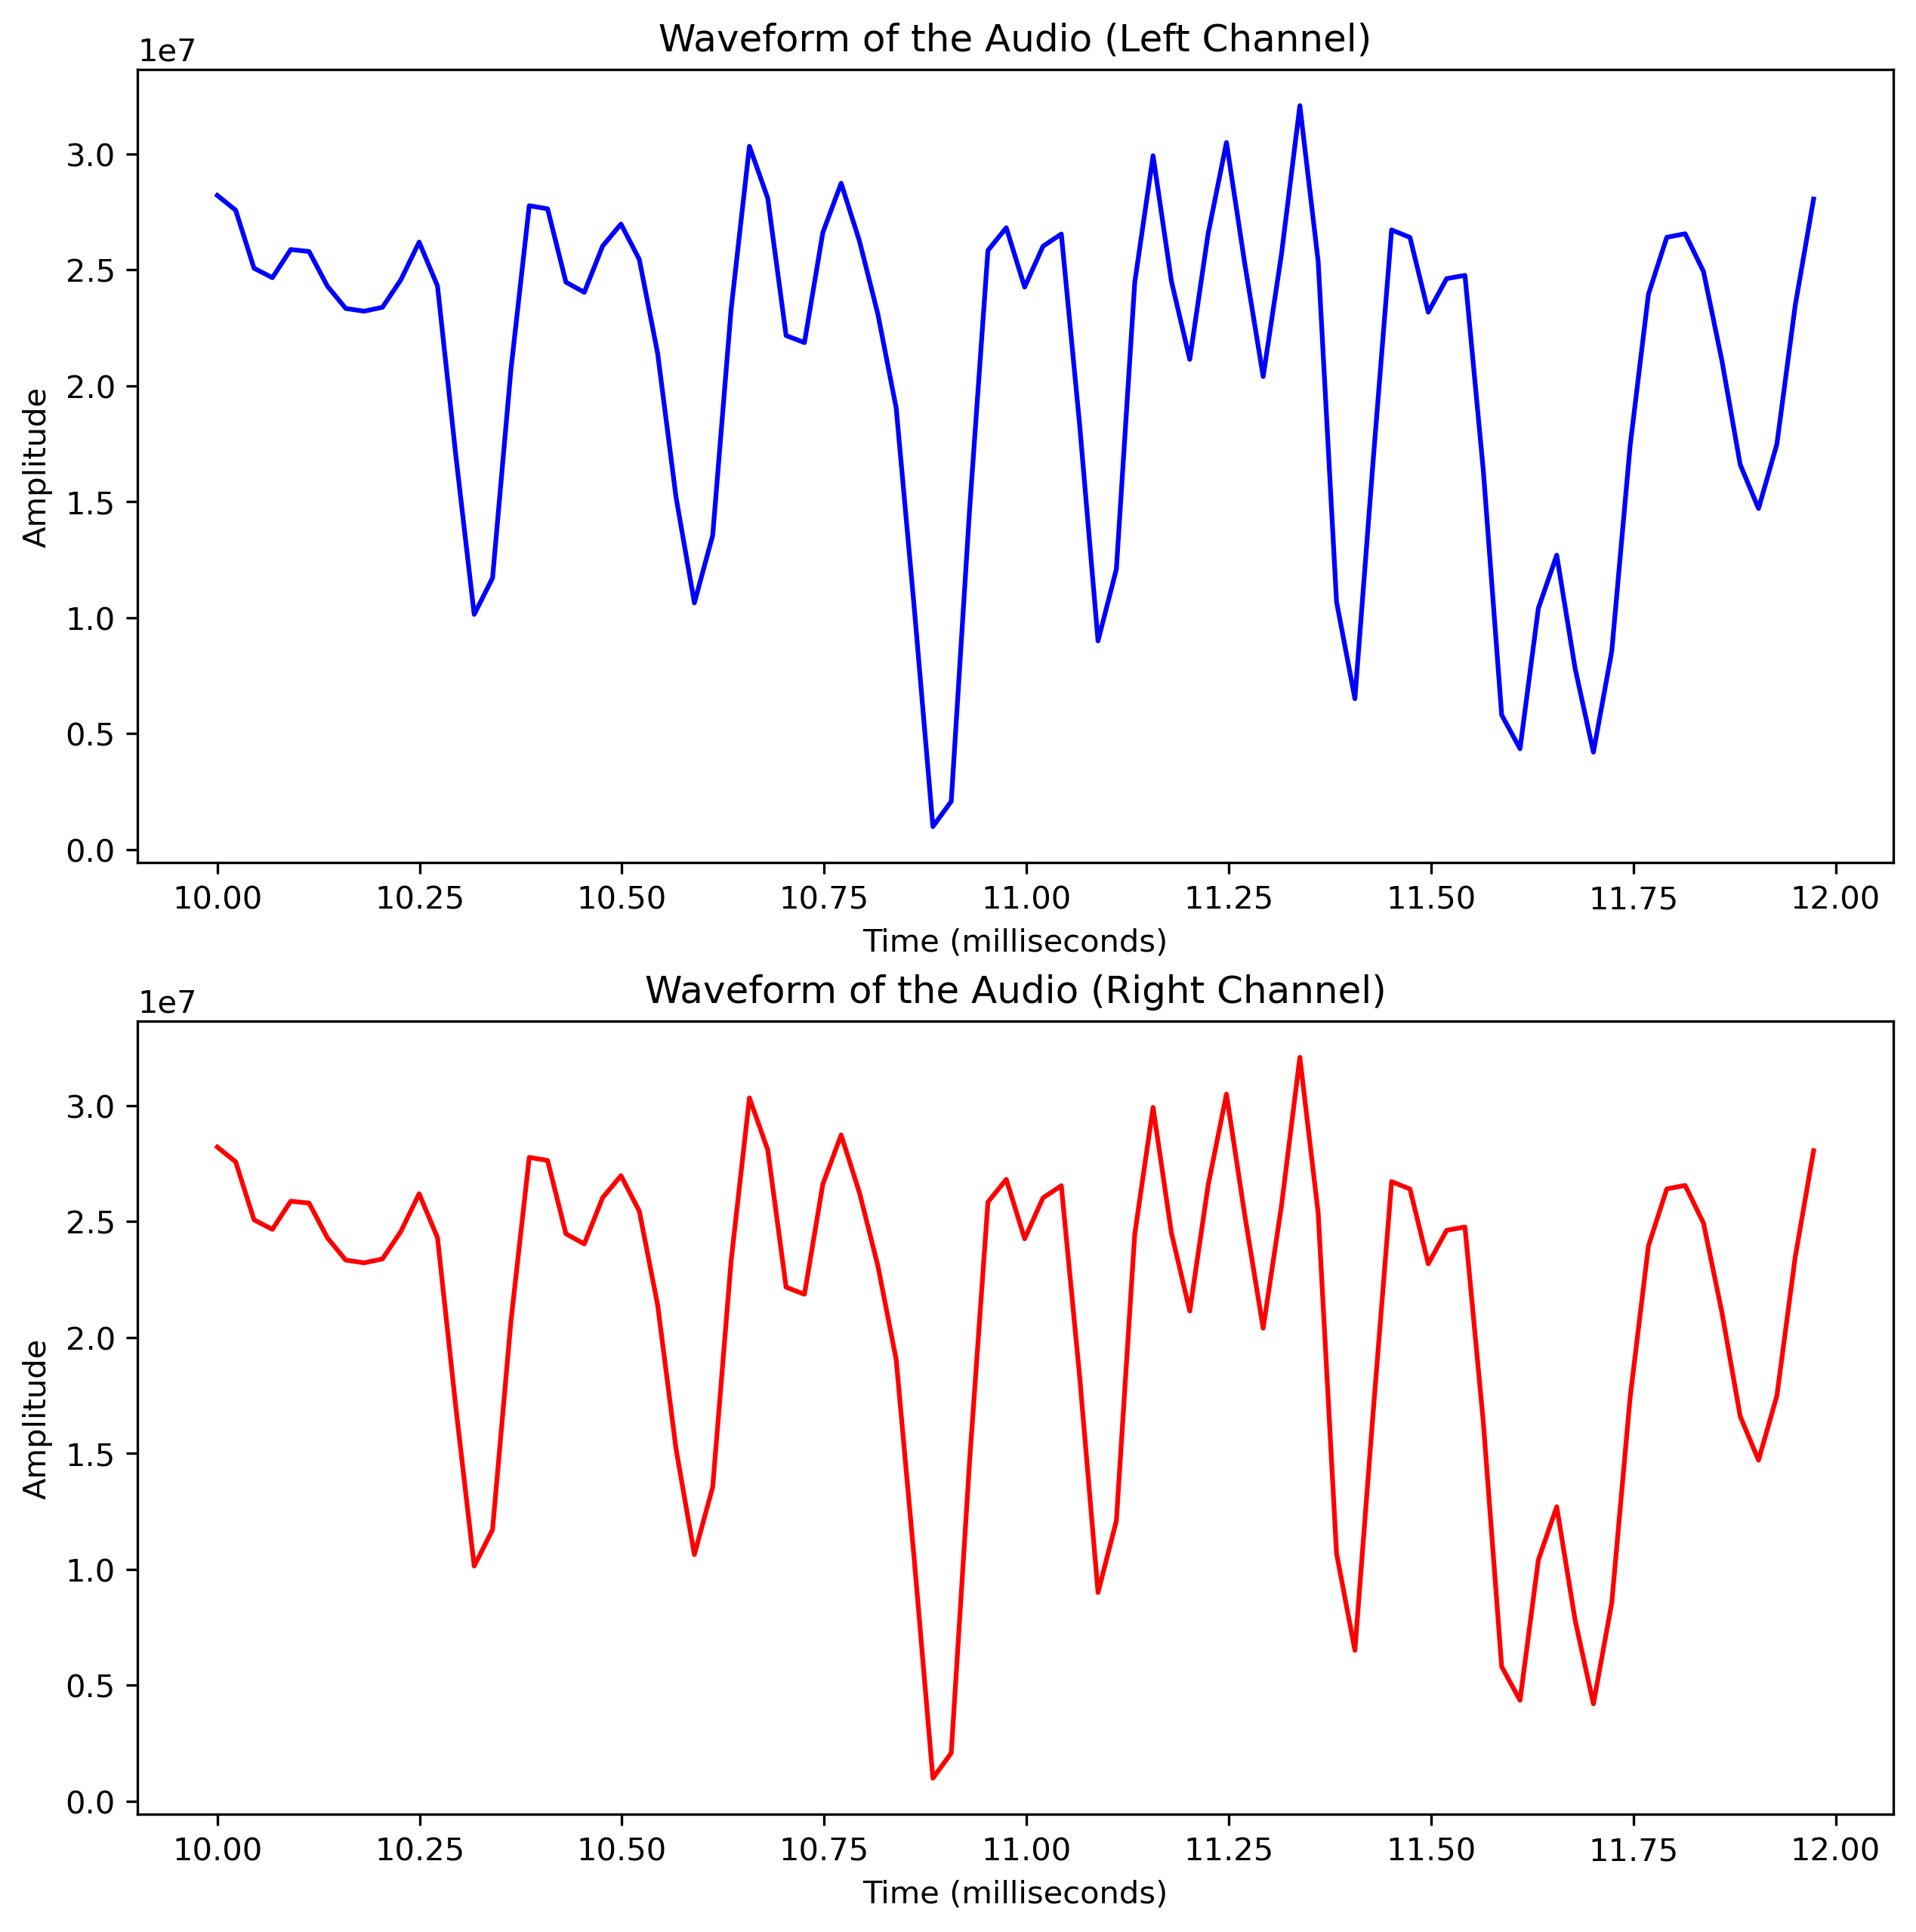 Waveform of the Audio (Left Channel)
1e7
3.0
2.5
2.0
1.5
1.0
0.5
0.0
Amplitude
10.00 10.25 10.50 10.75 11.00 11.25 11.50 11.75 12.00
Time (milliseconds)
Waveform of the Audio (Right Channel)
1e7
3.0
2.5
2.0
1.5
1.0
0.5
0.0
Amplitude
10.00 10.25 10.50 10.75 11.00 11.25 11.50 11.75 12.00
Time (milliseconds)